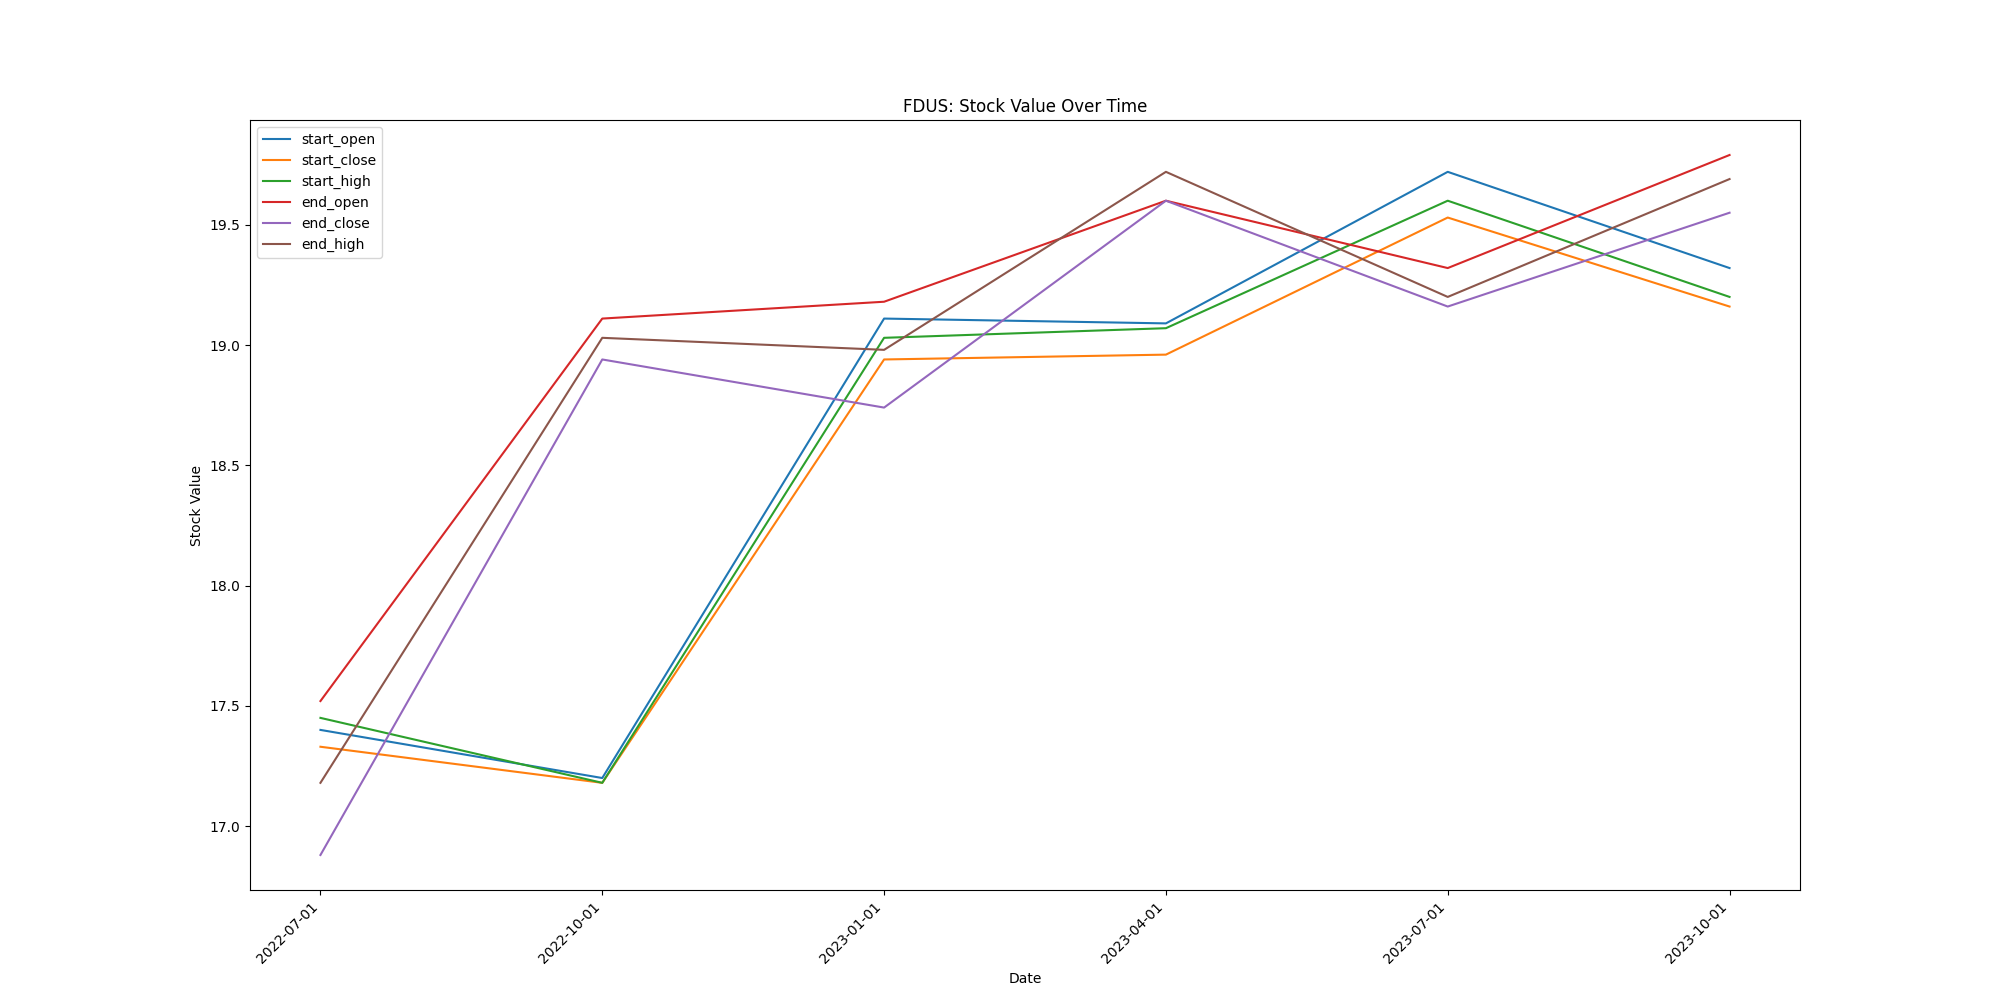 FDUS: Stock Value Over Time
start_open
start_close
start_high
end_open
end_close
end_high
Stock Value
19.5
19.0
18.5
18.0
17.5
17.0
2022-07-01
2022-10-01
2023-01-01
2023-04-01
2023-07-01
2023-10-01
Date